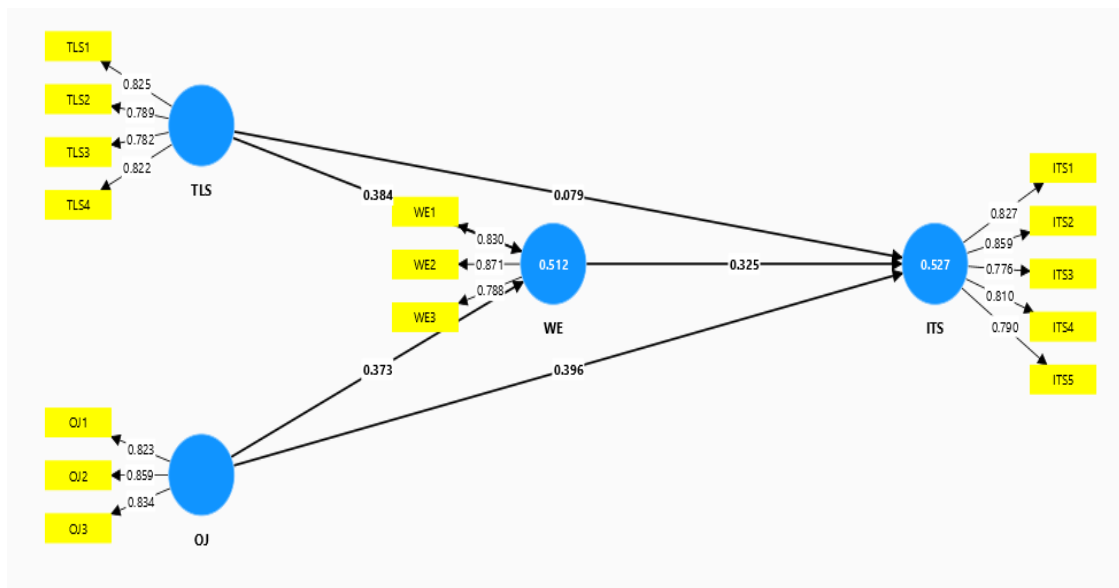 TLS1
0.825
TLS2
0.789
TLS3
0.782
0.822
TLS4
TLS
0.384
0.079
WE1
0.830
WE2
0.871
0.788
WE3
0.512
WE
0.325
0.373
0.396
OJ1
0.823
OJ2
0.859
0.834
OJ3
OJ
0.527
ITS
ITS1
0.827
ITS2
0.859
0.776
ITS3
0.810
ITS4
0.790
ITS5